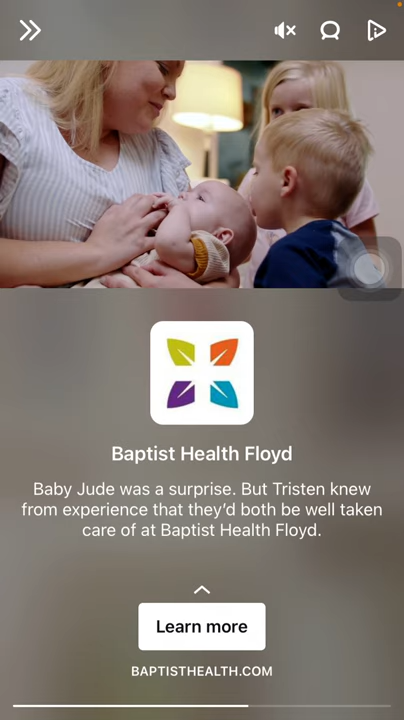 Baptist Health Floyd
Baby Jude was a surprise. But Tristen knew
from experience that they'd both be well taken
care of at Baptist Health Floyd.
Learn more
BAPTISTHEALTH.COM